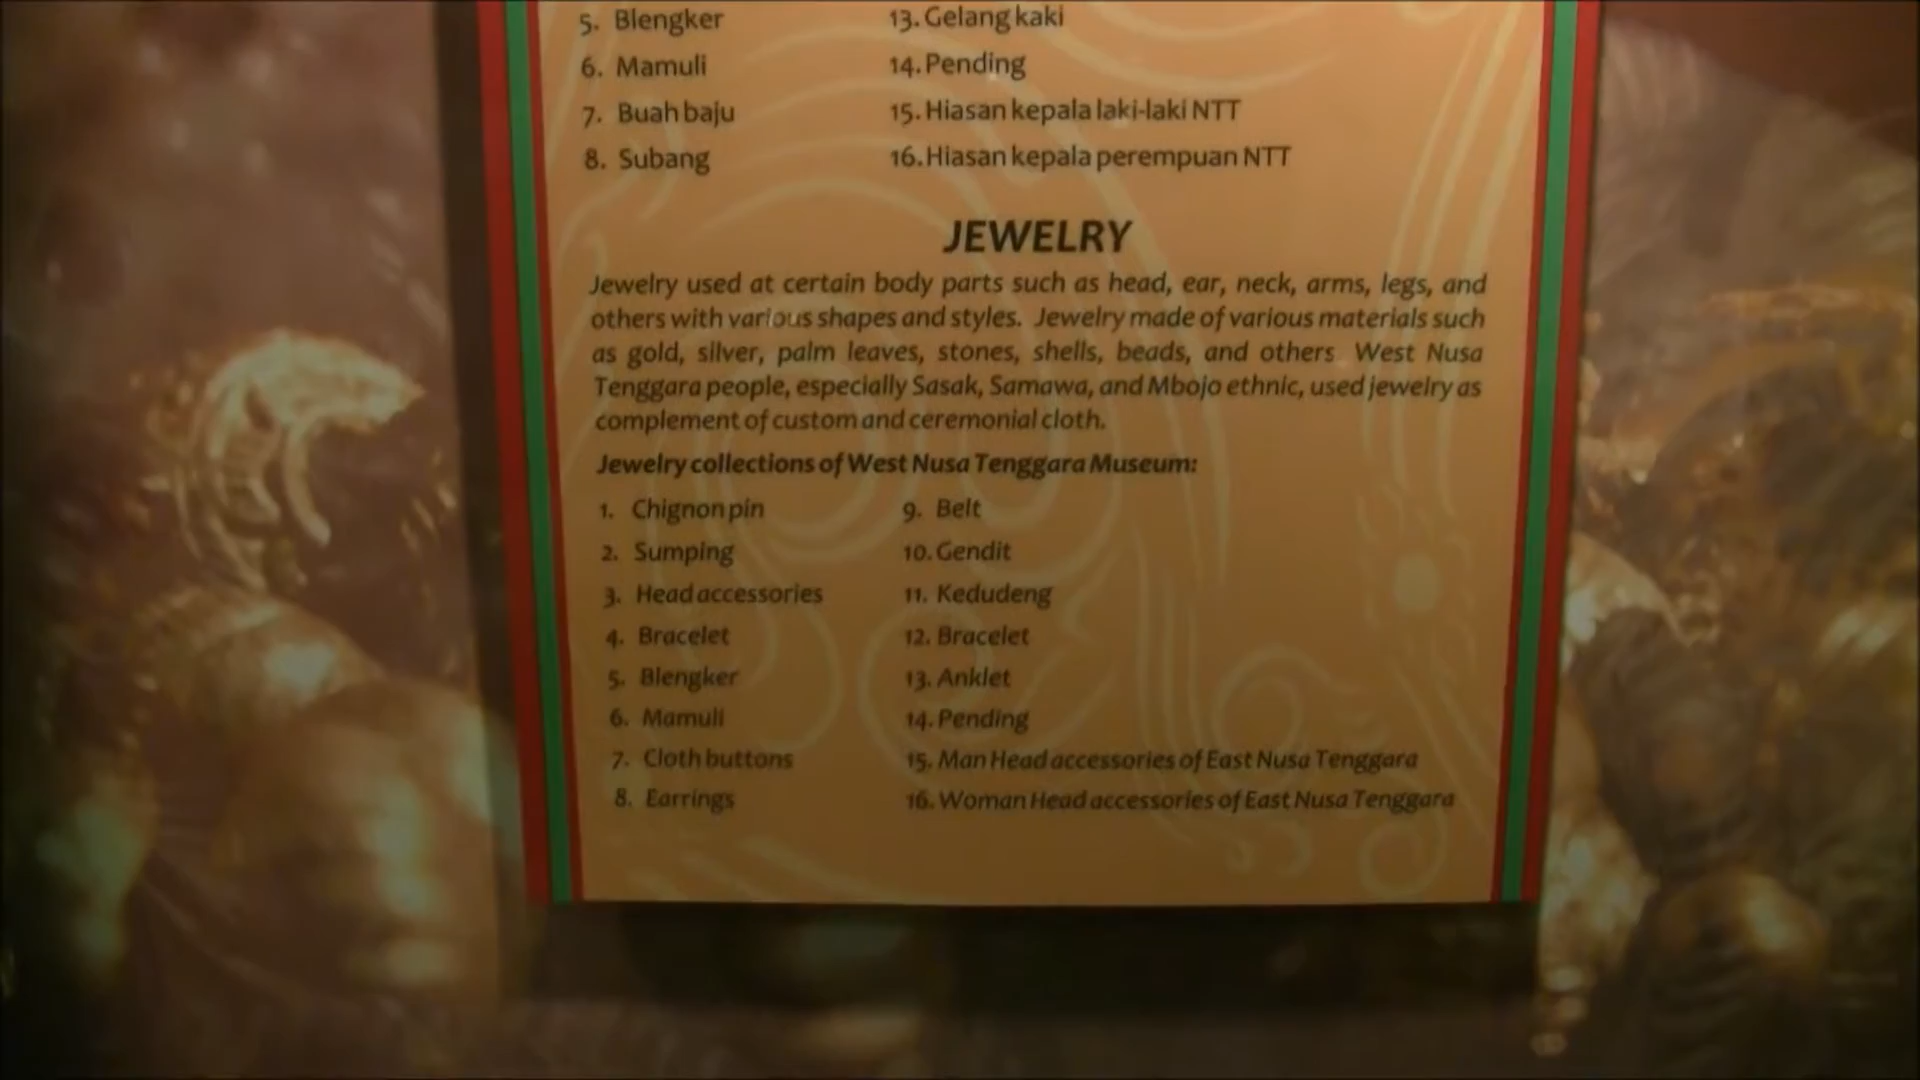 5. Blengker 13. Gelang kaki
6. Mamuli 14. Pending
7. Buah baju 15. Hiasan kepala laki-laki NTT
8. Subang 16. Hiasan kepala perempuan NTT
JEWELRY
Jewelry used at certain body parts such as head, ear, neck, arms, legs, and
others with various shapes and styles. Jewelry made of various materials such
as gold, silver, palm leaves, stones, shells, beads, and others. West Nusa
Tenggara people, especially Sasak, Samawa, and Mbojo ethnic, used jewelry as
complement of custom and ceremonial cloth.
Jewelry collections of West Nusa Tenggara Museum:
1. Chignon pin 9. Belt
2. Sumping 10. Gendit
3. Head accessories 11. Kedudeng
4. Bracelet 12. Bracelet
5. Blengker 13. Anklet
6. Mamuli 14. Pending
7. Cloth buttons 15. Man Head accessories of East Nusa Tenggara
8. Earrings 16. Woman Head accessories of East Nusa Tenggara